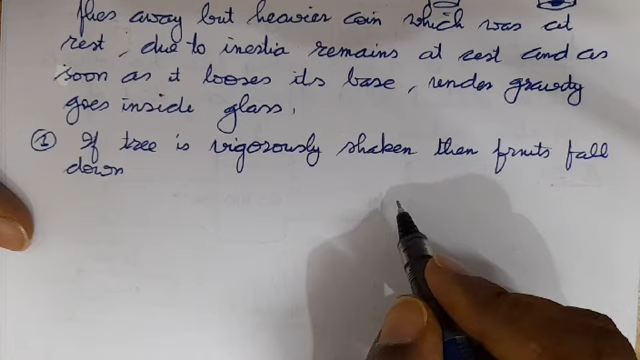 flies away but heavier coin which was at
rest, due to inertia remains at rest and as
soon as it looses its base, under gravity
goes inside glass.
① If tree is vigorously shaken then fruits fall
down